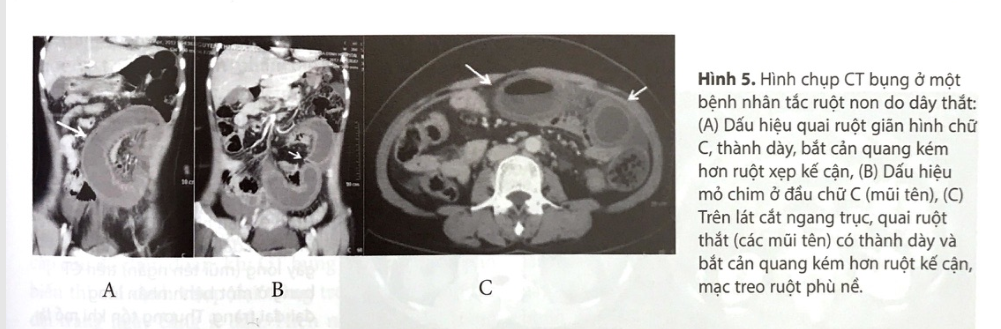 Hình 5. Hình chụp CT bụng ở một
bệnh nhân tắc ruột non do dây thắt:
(A) Dấu hiệu quai ruột giãn hình chữ
C, thành dày, bắt cản quang kém
hơn ruột xẹp kế cận, (B) Dấu hiệu
mỏ chim ở đầu chữ C (mũi tên), (C)
Trên lát cắt ngang trục, quai ruột
thắt (các mũi tên) có thành dày và
bắt cản quang kém hơn ruột kế cận,
mạc treo ruột phù nề.
A
B
C